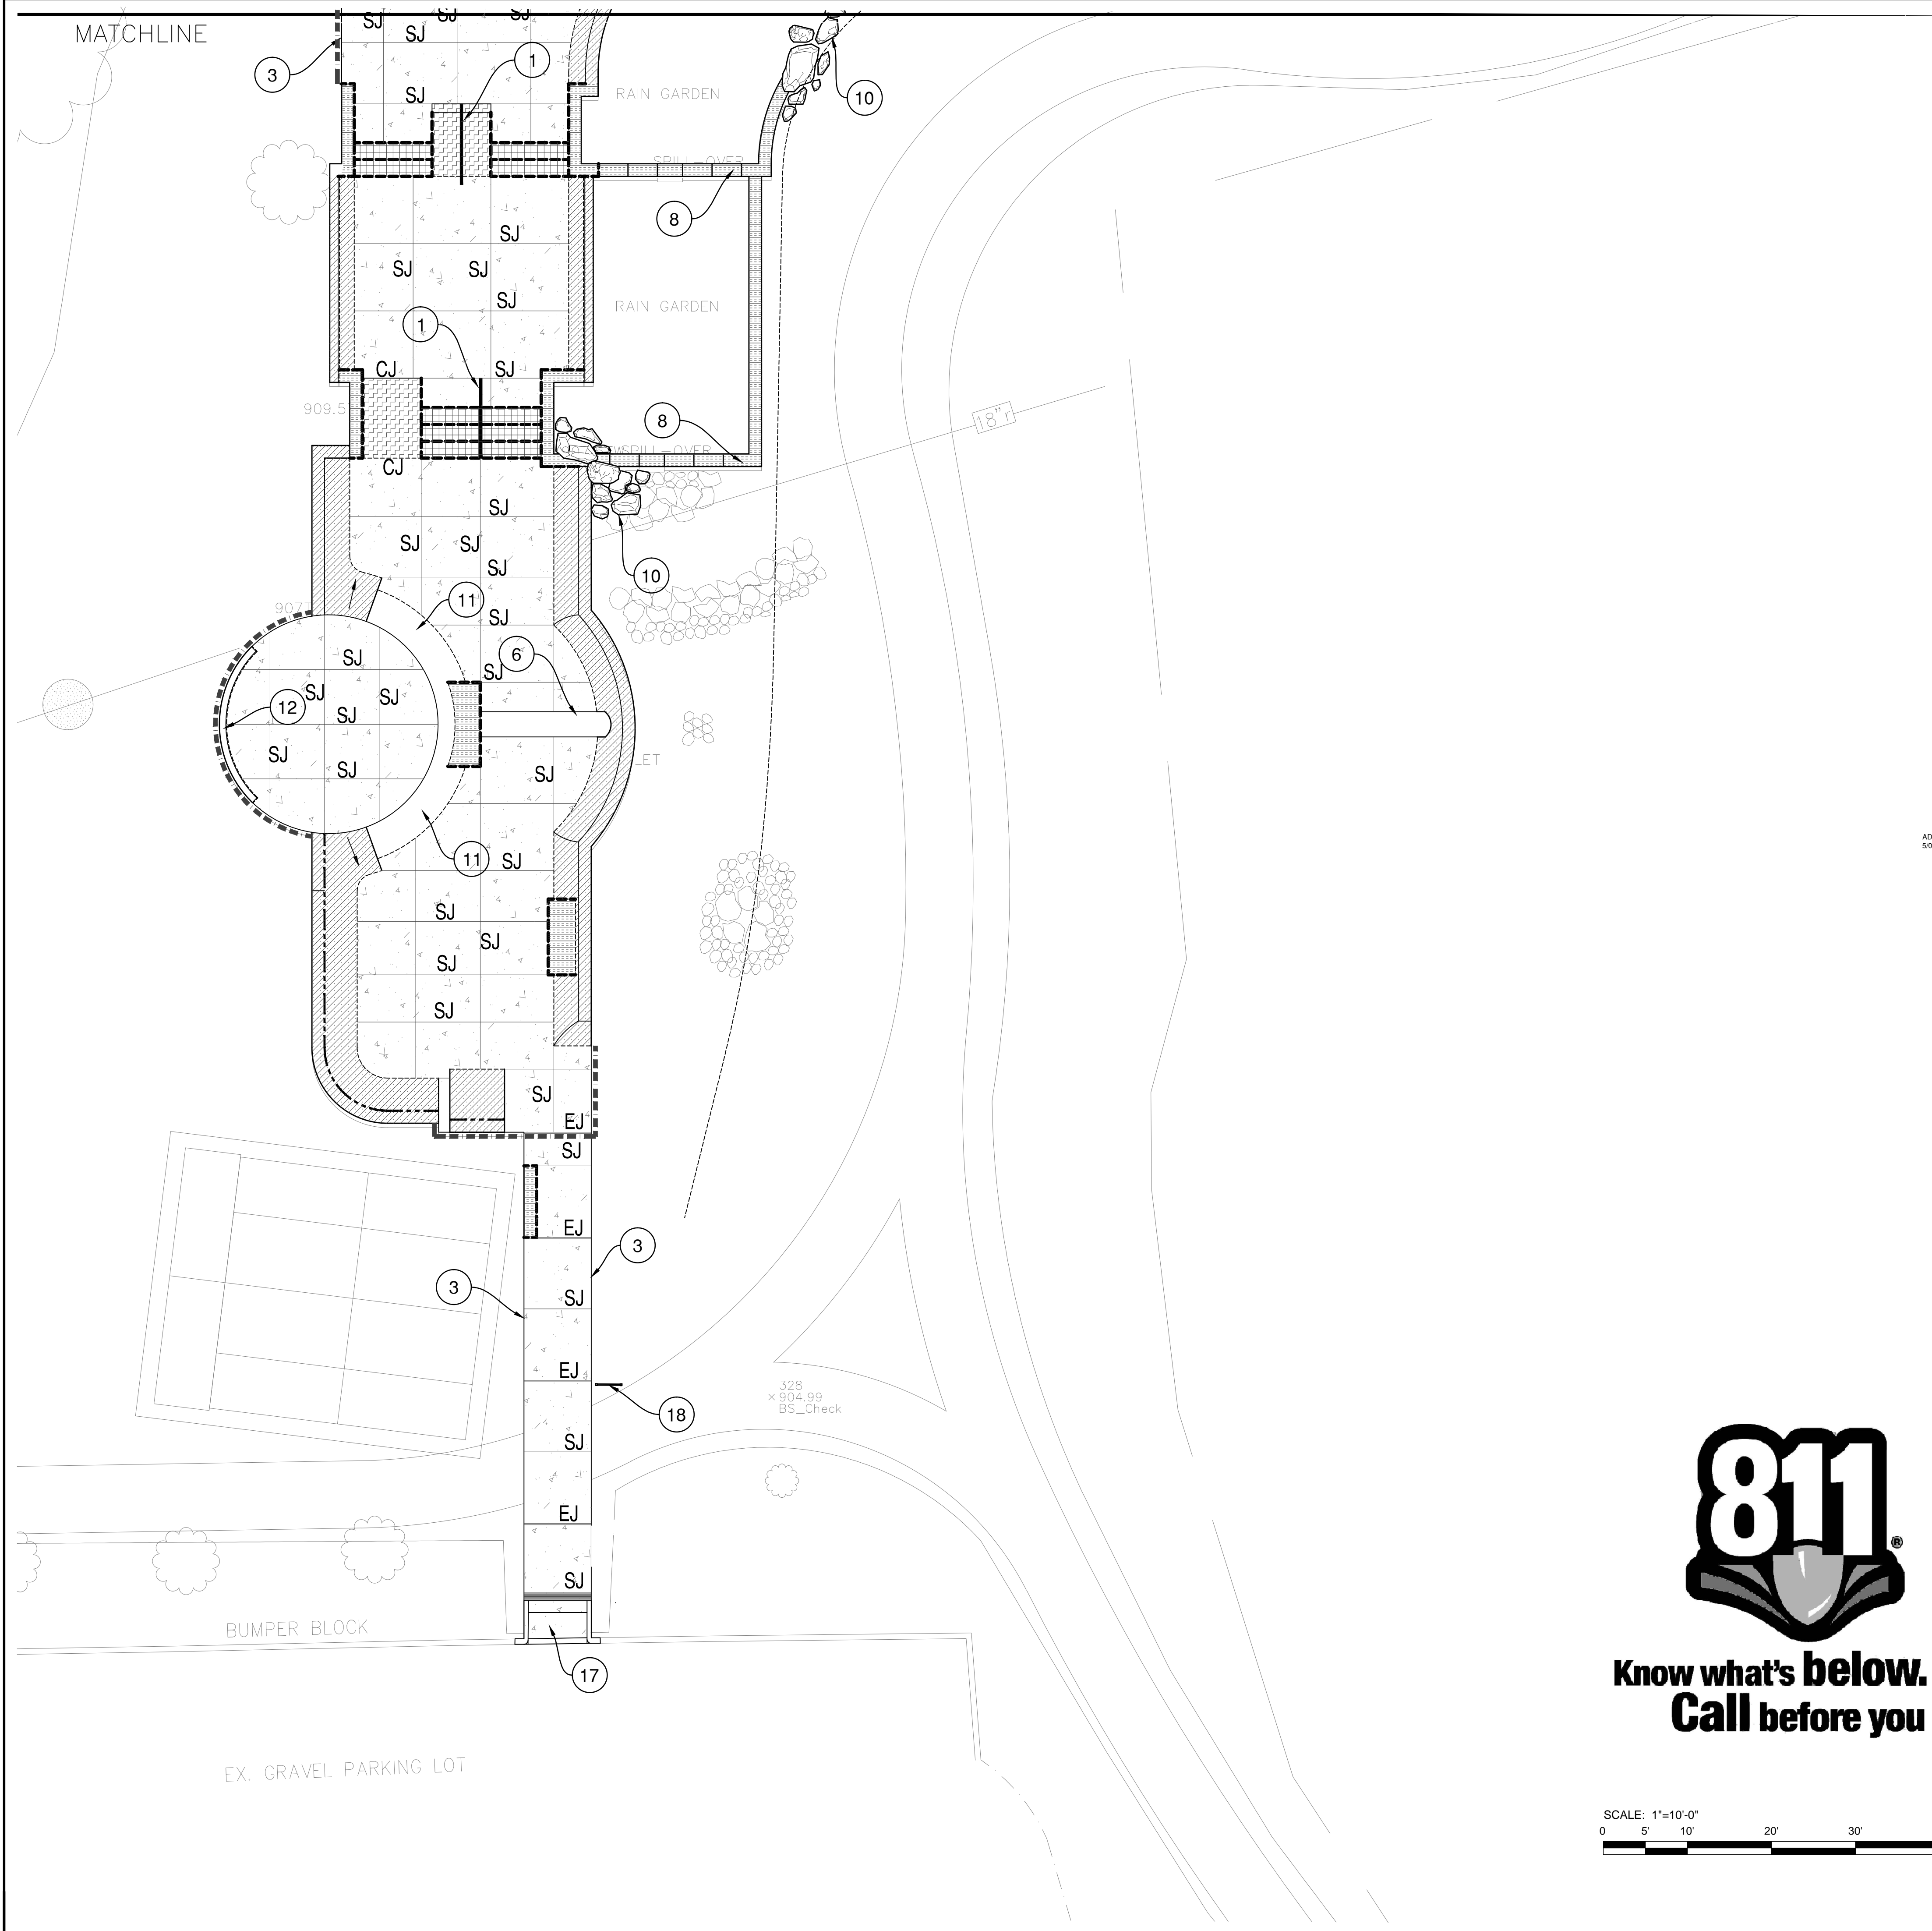 MATCHLINE
SJ
SJ
SJ
SJ
3
1
10
RAIN GARDEN
SPILL-OVER
8
SJ
SJ
SJ
SJ
RAIN GARDEN
1
CJ
SJ
909.5
8
SPILL-OVER
18"r
CJ
SJ
SJ
SJ
SJ
10
907
11
SJ
SJ
6
SJ
SJ
SJ
12
SJ
SJ
SJ
SJ
11
SJ
SJ
SJ
SJ
SJ
SJ
EJ
SJ
EJ
3
3
SJ
EJ
18
328
904.99
BS_Check
SJ
EJ
SJ
BUMPER BLOCK
17
EX. GRAVEL PARKING LOT
811®
Know what's below.
Call before you
SCALE: 1"=10'-0"
0 5' 10' 20' 30'